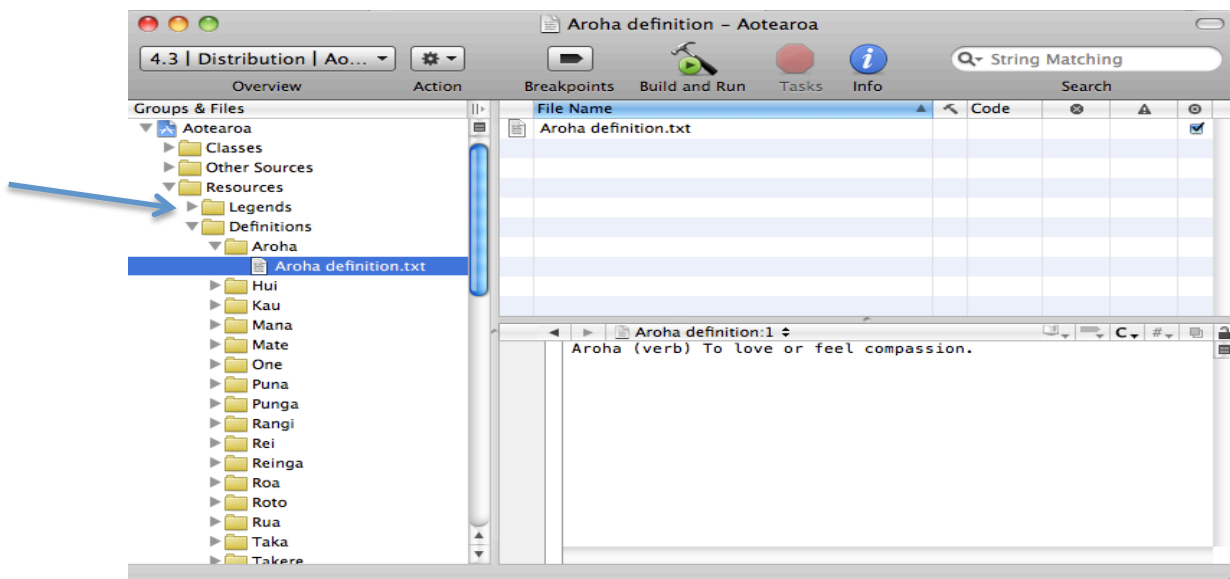 Aroha definition – Aotearoa
4.3 | Distribution | Ao...
String Matching
Overview
Action
Breakpoints
Build and Run
Tasks
Info
Search
Groups & Files
File Name
Code
Aotearoa
Aroha definition.txt
Classes
Other Sources
Resources
Legends
Definitions
Aroha
Aroha definition.txt
Hui
Kau
Mana
Mate
One
Puna
Punga
Rangi
Rei
Reinga
Roa
Roto
Rua
Taka
Takere
Aroha definition:1
C
#
Aroha (verb) To love or feel compassion.